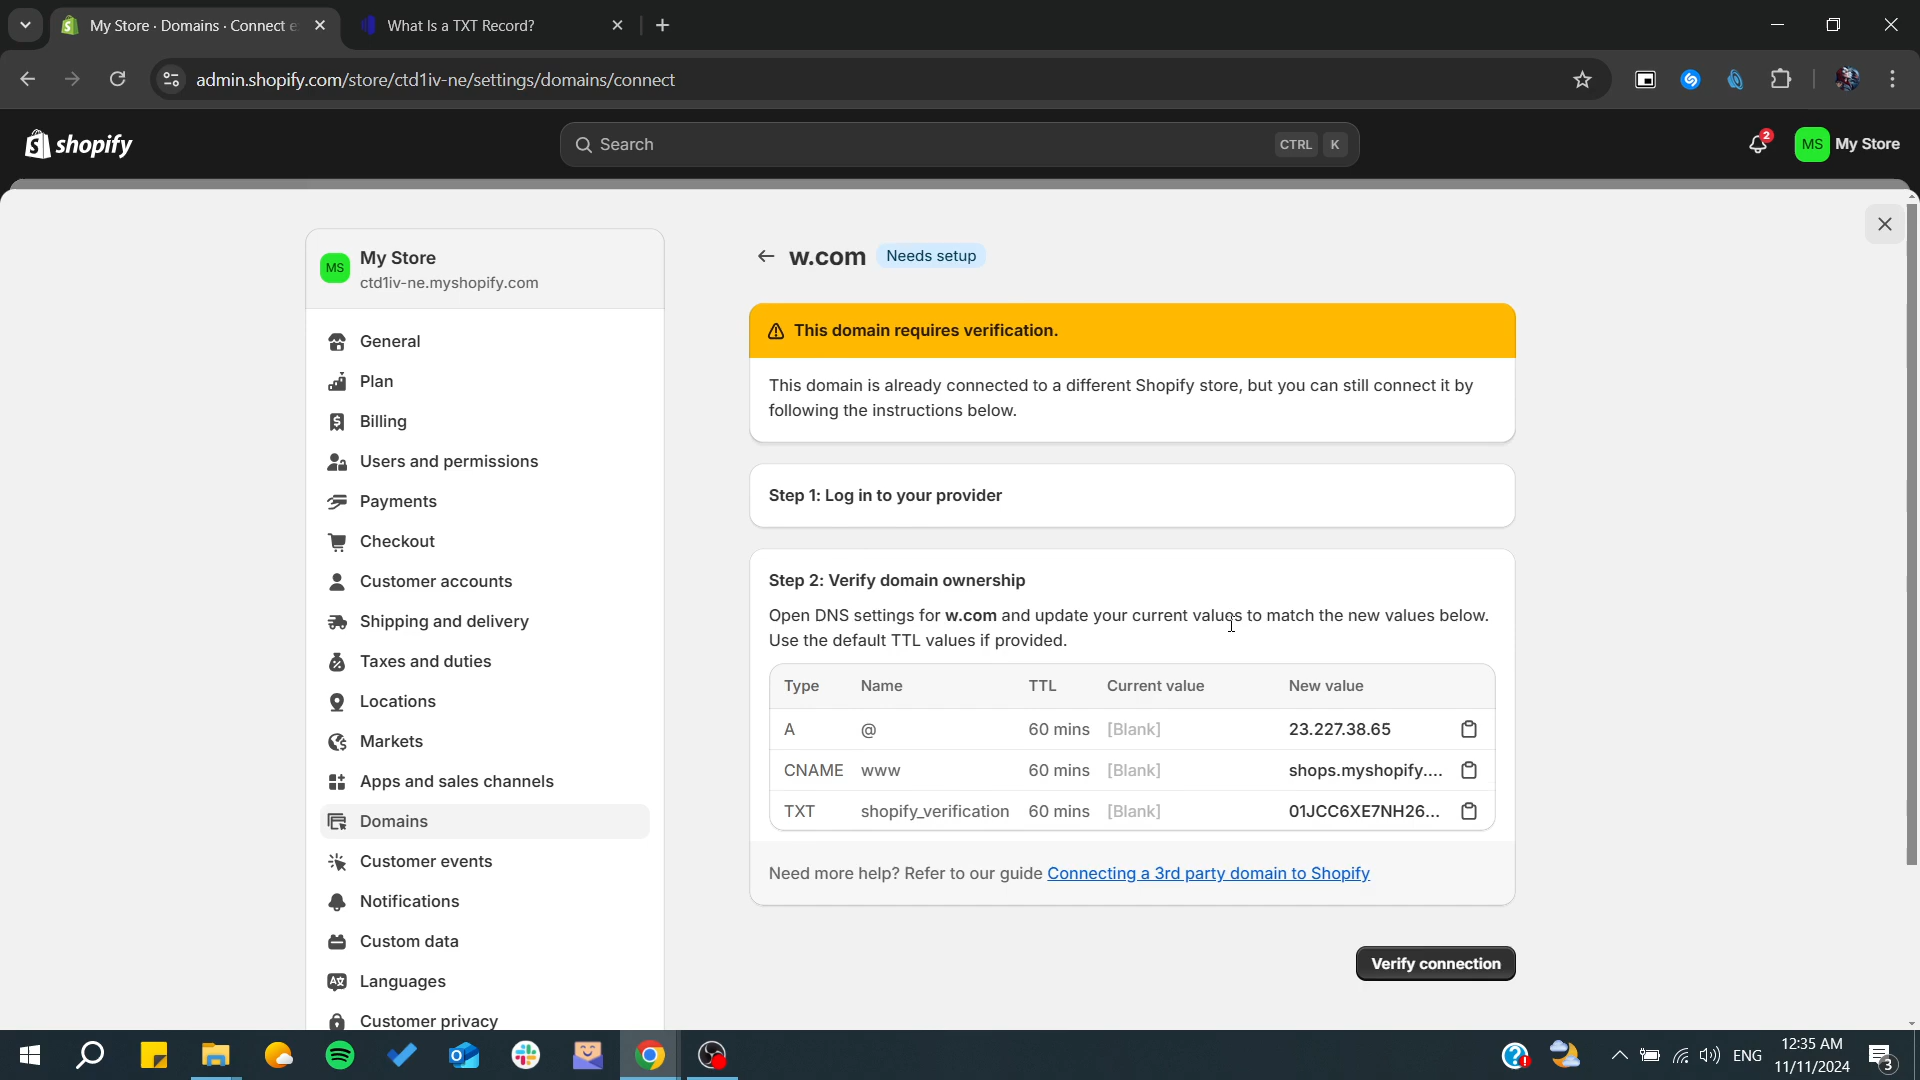 My Store · Domains · Connect e
What Is a TXT Record?
admin.shopify.com/store/ctd1iv-ne/settings/domains/connect
shopify
Search
CTRL K
2
MS My Store
MS
My Store
ctd1iv-ne.myshopify.com
General
Plan
Billing
Users and permissions
Payments
Checkout
Customer accounts
Shipping and delivery
Taxes and duties
Locations
Markets
Apps and sales channels
Domains
Customer events
Notifications
Custom data
Languages
Customer privacy
w.com Needs setup
This domain requires verification.
This domain is already connected to a different Shopify store, but you can still connect it by
following the instructions below.
Step 1: Log in to your provider
Step 2: Verify domain ownership
Open DNS settings for w.com and update your current values to match the new values below.
Use the default TTL values if provided.
Type Name TTL Current value New value
A @ 60 mins [Blank] 23.227.38.65
CNAME www 60 mins [Blank] shops.myshopify....
TXT shopify_verification 60 mins [Blank] 01JCC6XE7NH26...
Need more help? Refer to our guide Connecting a 3rd party domain to Shopify
Verify connection
ENG
12:35 AM
11/11/2024
3